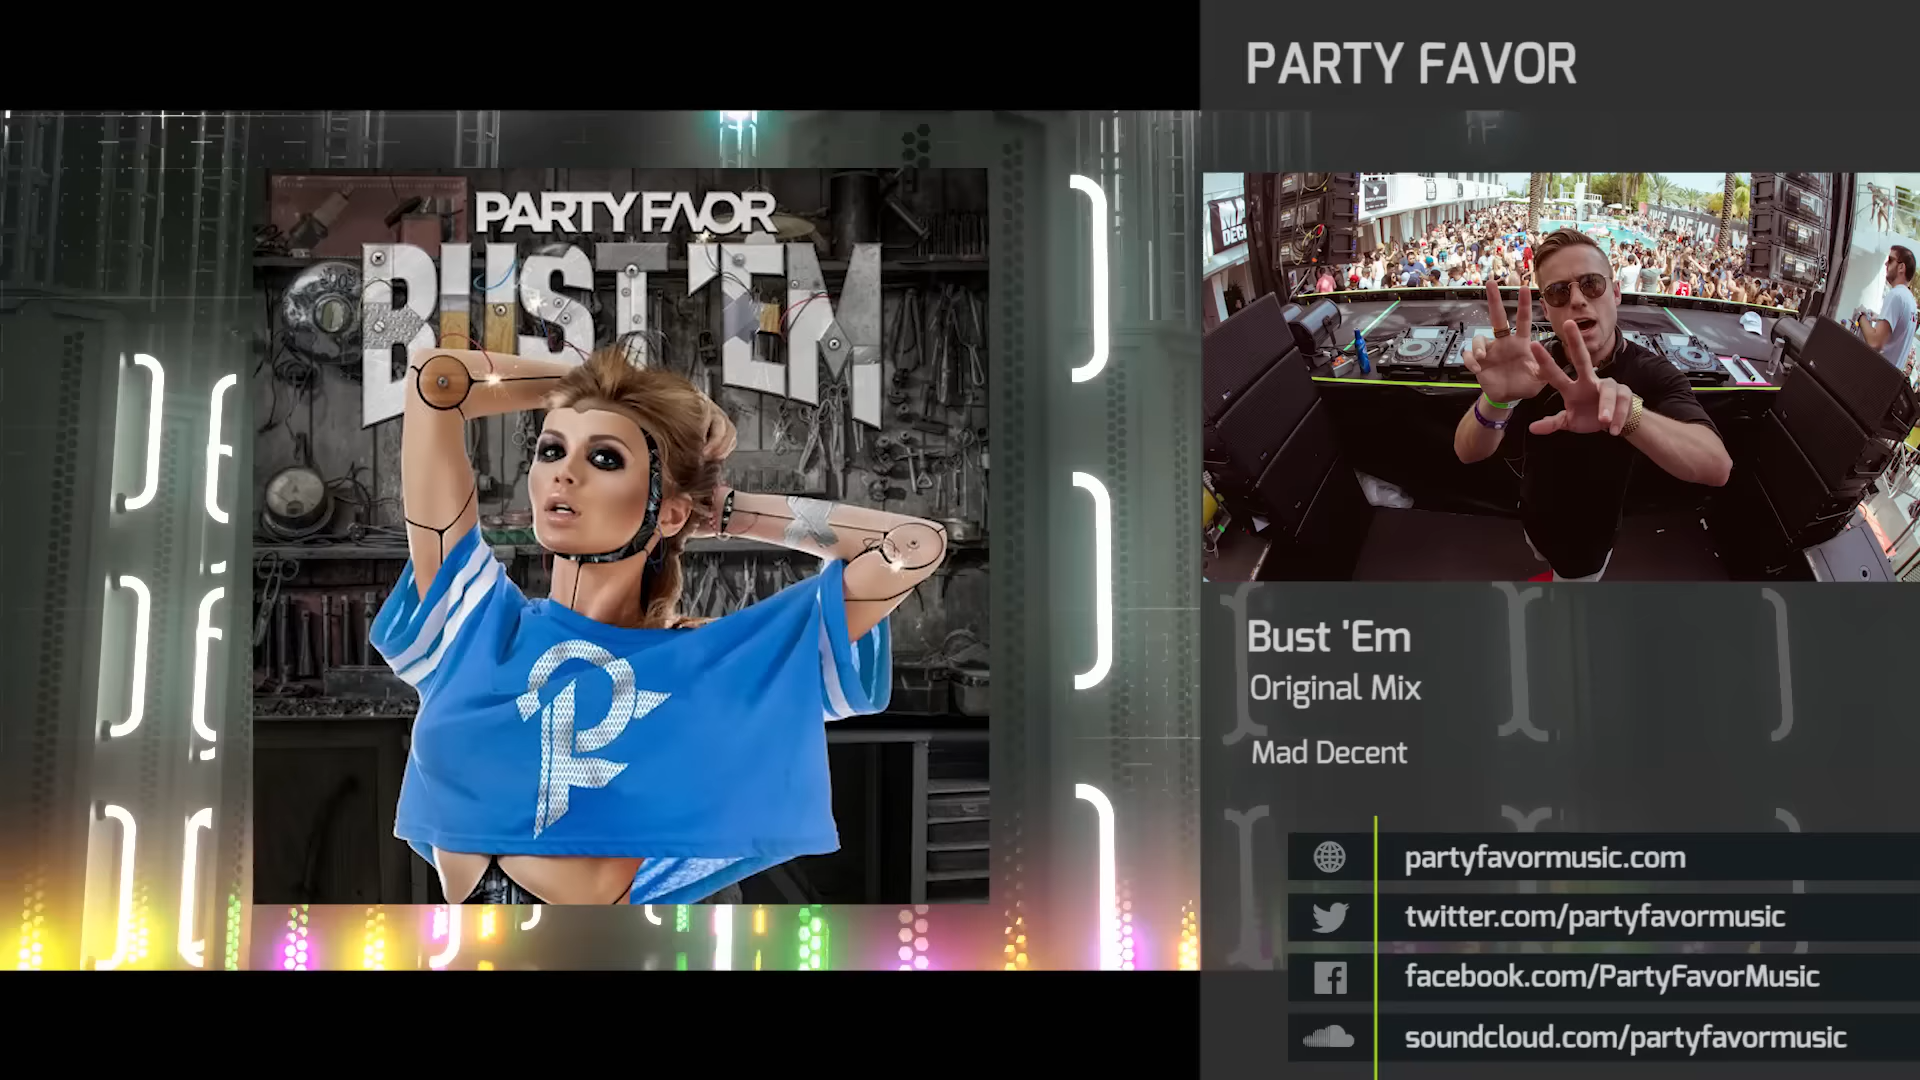 PARTY FAVOR
BUST 'EM
PF
PARTY FAVOR
Bust 'Em
Original Mix
Mad Decent
partyfavormusic.com
twitter.com/partyfavormusic
facebook.com/PartyFavorMusic
soundcloud.com/partyfavormusic